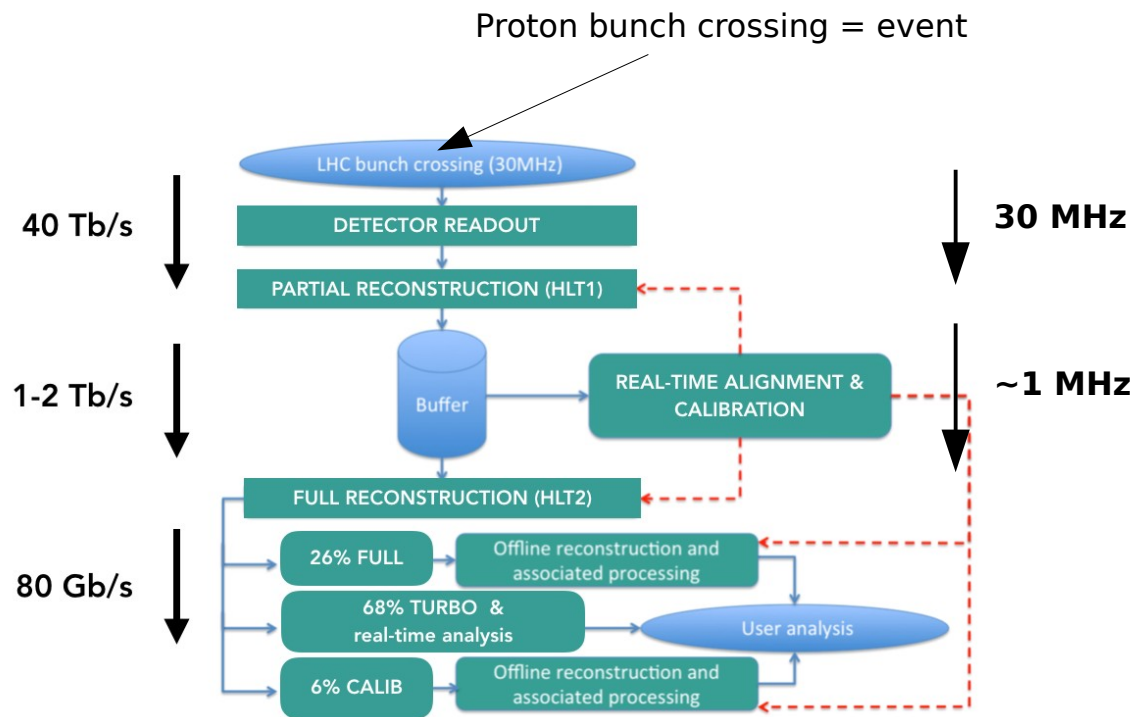 Proton bunch crossing = event
LHC bunch crossing (30MHz)
40 Tb/s
DETECTOR READOUT
30 MHz
PARTIAL RECONSTRUCTION (HLT1)
1-2 Tb/s
Buffer
REAL-TIME ALIGNMENT &
CALIBRATION
~1 MHz
FULL RECONSTRUCTION (HLT2)
80 Gb/s
26% FULL
Offline reconstruction and
associated processing
68% TURBO &
real-time analysis
User analysis
6% CALIB
Offline reconstruction and
associated processing